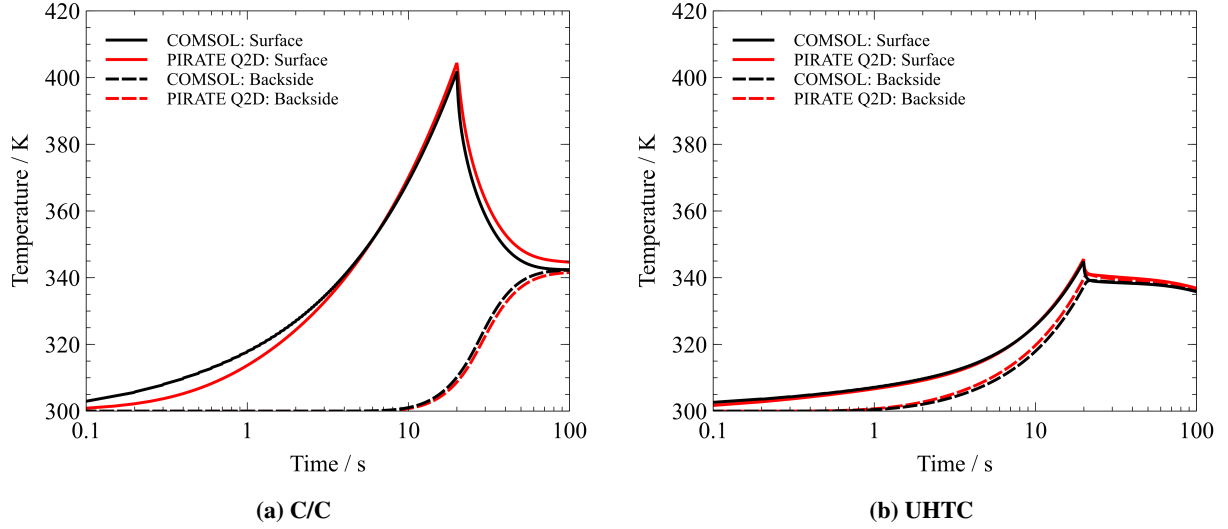 420
400
380
360
340
320
300
Temperature / K
COMSOL: Surface
PIRATE Q2D: Surface
COMSOL: Backside
PIRATE Q2D: Backside
0.1 1 10 100
Time / s
(a) C/C
420
400
380
360
340
320
300
Temperature / K
COMSOL: Surface
PIRATE Q2D: Surface
COMSOL: Backside
PIRATE Q2D: Backside
0.1 1 10 100
Time / s
(b) UHTC